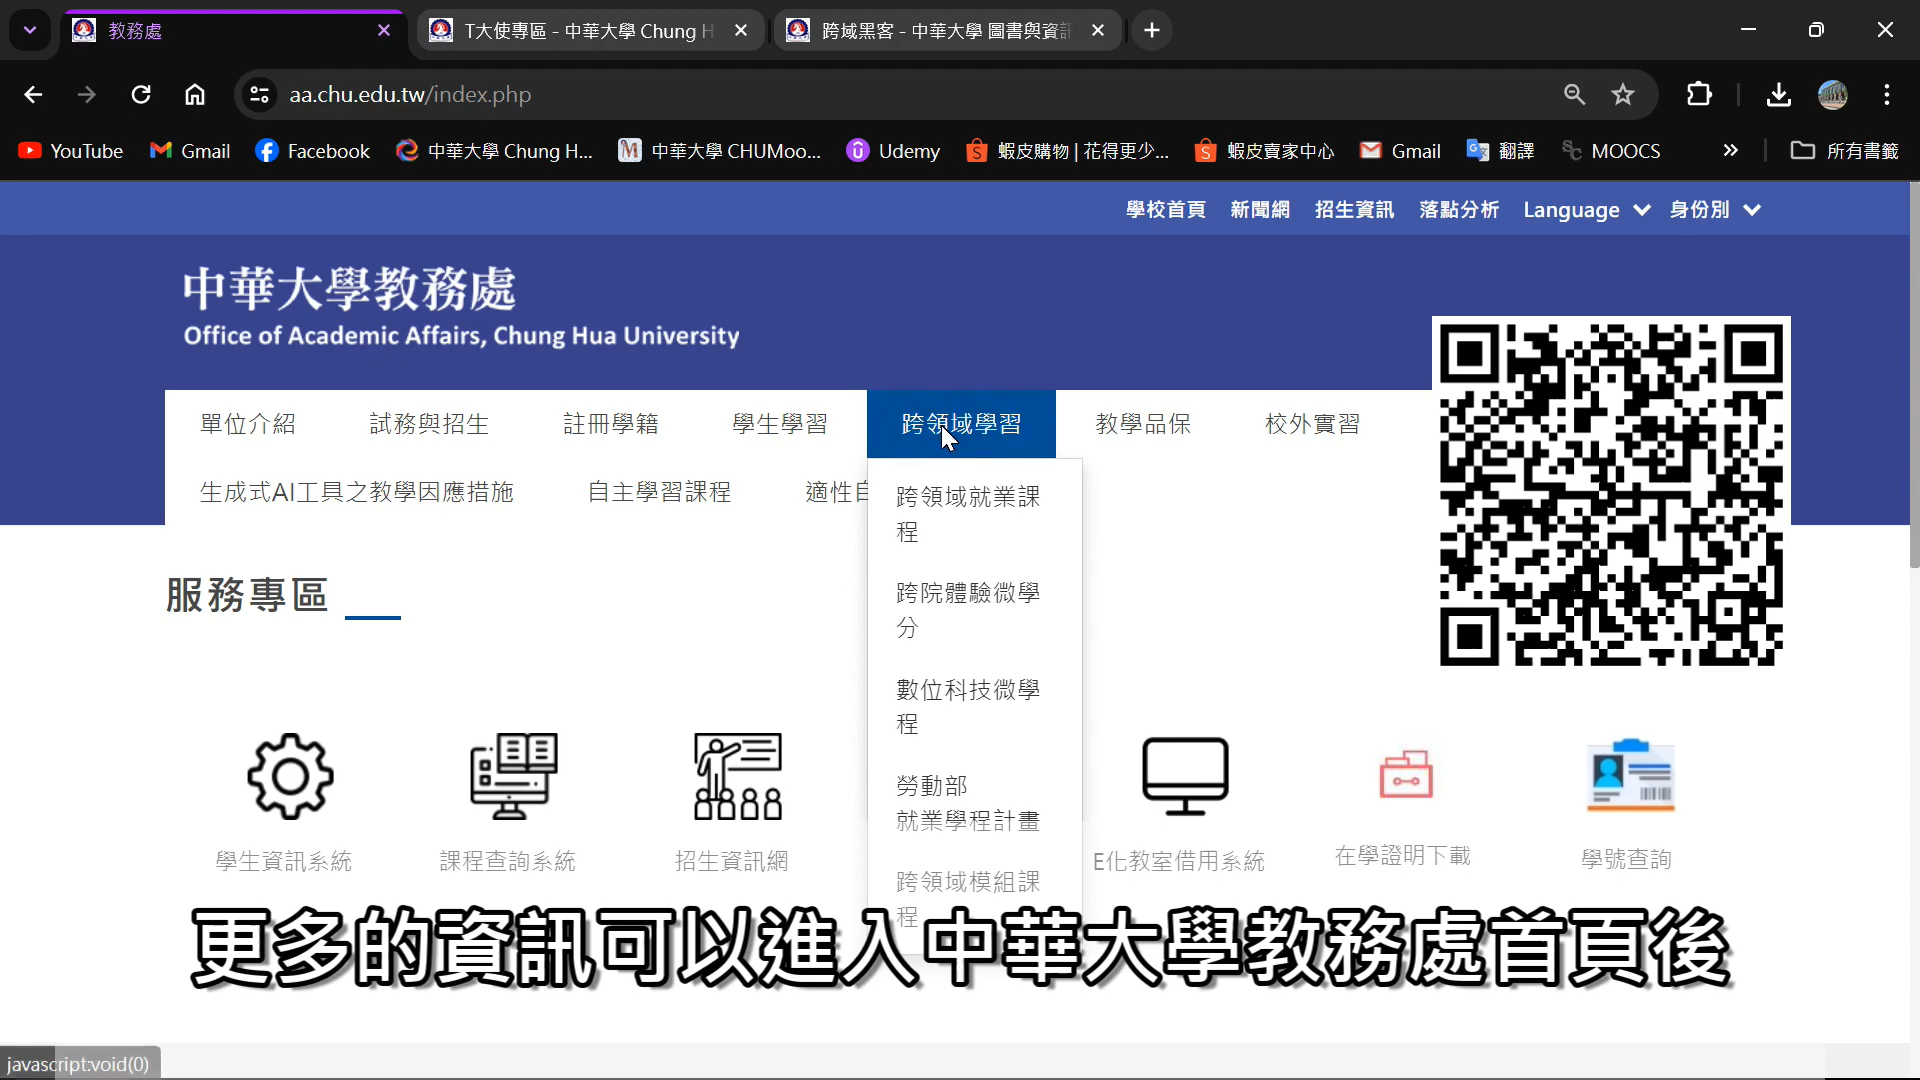 教務處
T大使專區 - 中華大學 Chung H
跨域黑客 - 中華大學 圖書與資訊
aa.chu.edu.tw/index.php
YouTube
Gmail
Facebook
中華大學 Chung H...
中華大學 CHUMoo...
Udemy
蝦皮購物 | 花得更少...
蝦皮賣家中心
Gmail
翻譯
MOOCS
所有書籤
學校首頁
新聞網
招生資訊
落點分析
Language
身份別
中華大學教務處
Office of Academic Affairs, Chung Hua University
單位介紹
試務與招生
註冊學籍
學生學習
跨領域學習
教學品保
校外實習
生成式AI工具之教學因應措施
自主學習課程
適性自
跨領域就業課
程
跨院體驗微學
分
數位科技微學
程
勞動部
就業學程計畫
跨領域模組課
程
服務專區
學生資訊系統
課程查詢系統
招生資訊網
E化教室借用系統
在學證明下載
學號查詢
更多的資訊可以進入中華大學教務處首頁後
javascript:void(0)